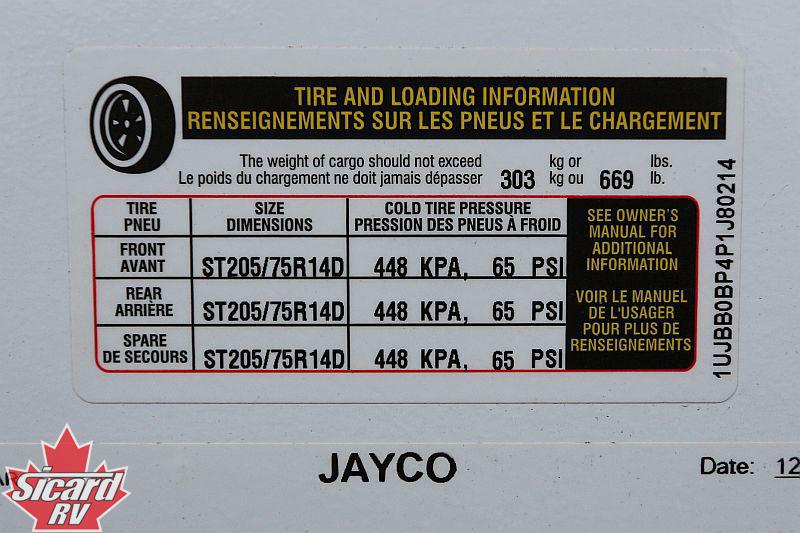 TIRE AND LOADING INFORMATION
RENSEIGNEMENTS SUR LES PNEUS ET LE CHARGEMENT
The weight of cargo should not exceed 303 kg or 669 lbs.
Le poids du chargement ne doit jamais dépasser kg ou lb.
TIRE SIZE COLD TIRE PRESSURE
PNEU DIMENSIONS PRESSION DES PNEUS À FROID
FRONT
AVANT ST205/75R14D 448 KPA, 65 PSI
REAR
ARRIÈRE ST205/75R14D 448 KPA, 65 PSI
SPARE
DE SECOURS ST205/75R14D 448 KPA, 65 PSI
SEE OWNER'S
MANUAL FOR
ADDITIONAL
INFORMATION
VOIR LE MANUEL
DE L'USAGER
POUR PLUS DE
RENSEIGNEMENTS
1UJBB0BP4P1J80214
JAYCO Date: 12
Sicard
RV